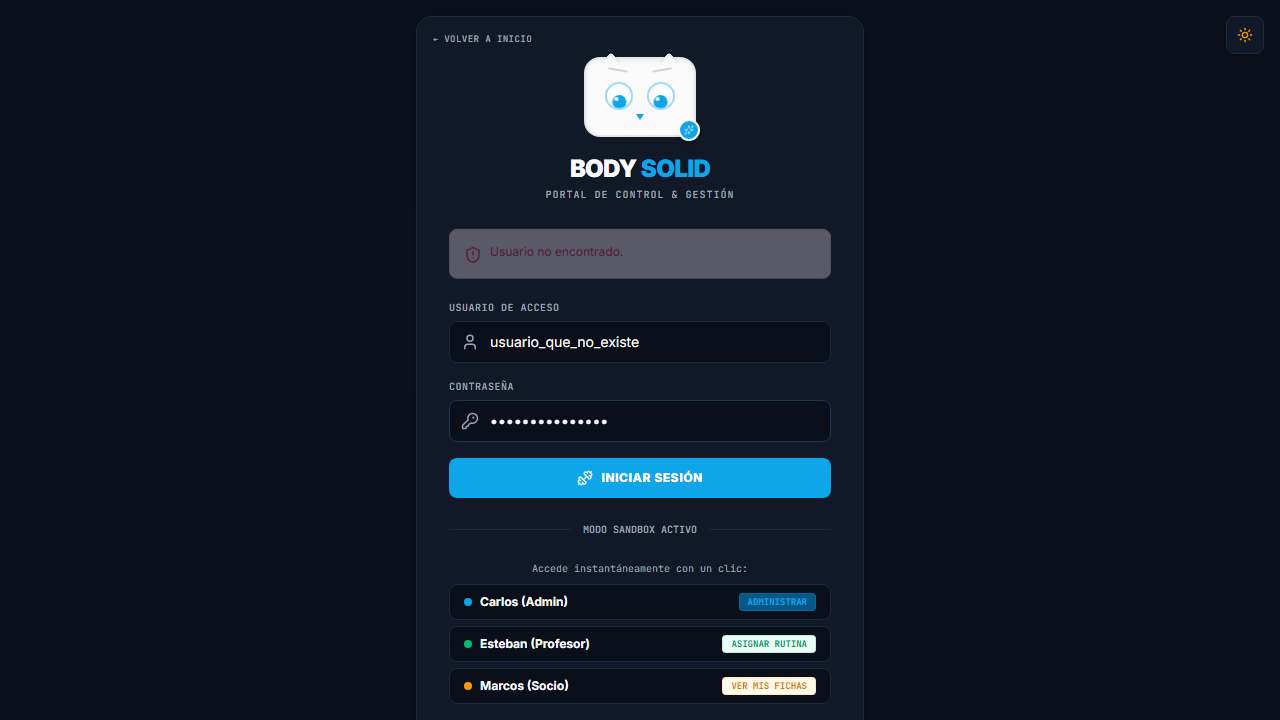 ← VOLVER A INICIO
BODY SOLID
PORTAL DE CONTROL & GESTIÓN
Usuario no encontrado.
USUARIO DE ACCESO
usuario_que_no_existe
CONTRASEÑA
•••••••••••••••
INICIAR SESIÓN
MODO SANDBOX ACTIVO
Accede instantáneamente con un clic:
Carlos (Admin) ADMINISTRAR
Esteban (Profesor) ASIGNAR RUTINA
Marcos (Socio) VER MIS FICHAS